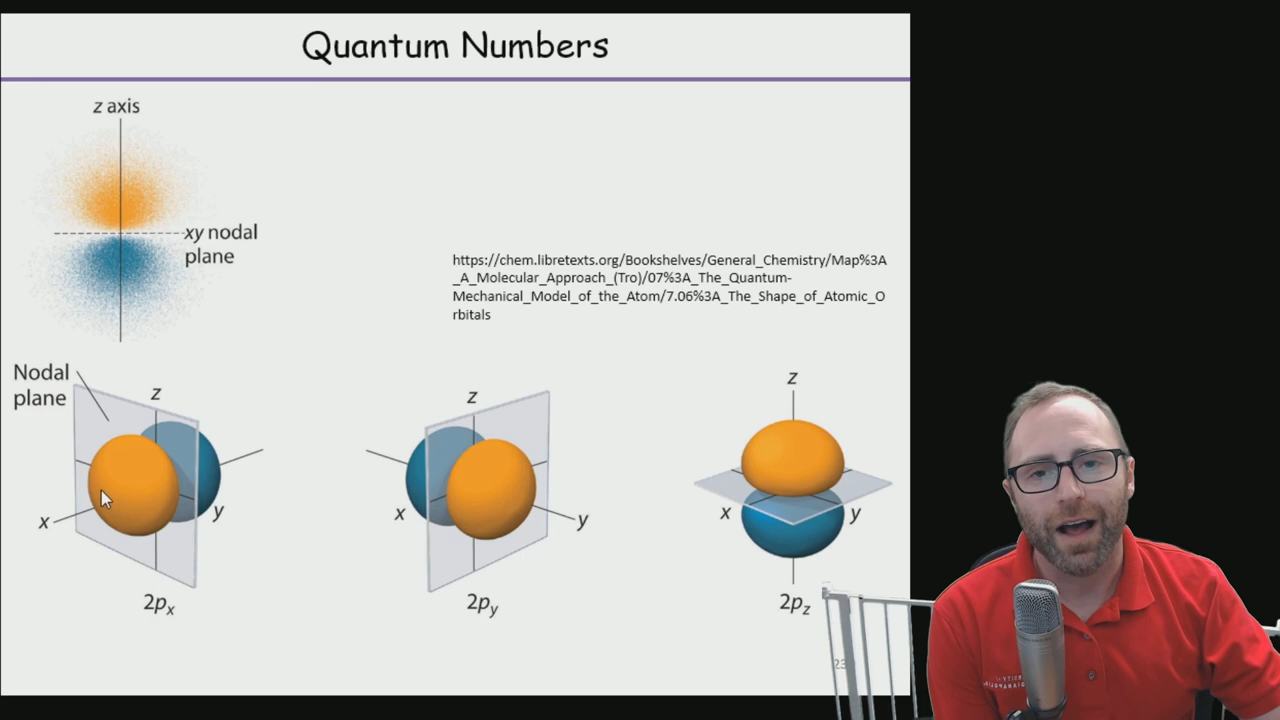 Quantum Numbers
z axis
xy nodal
plane
https://chem.libretexts.org/Bookshelves/General_Chemistry/Map%3A
_A_Molecular_Approach_(Tro)/07%3A_The_Quantum-
Mechanical_Model_of_the_Atom/7.06%3A_The_Shape_of_Atomic_O
rbitals
Nodal
plane
z
x
y
2px
z
x
y
2py
z
x
y
2pz
23